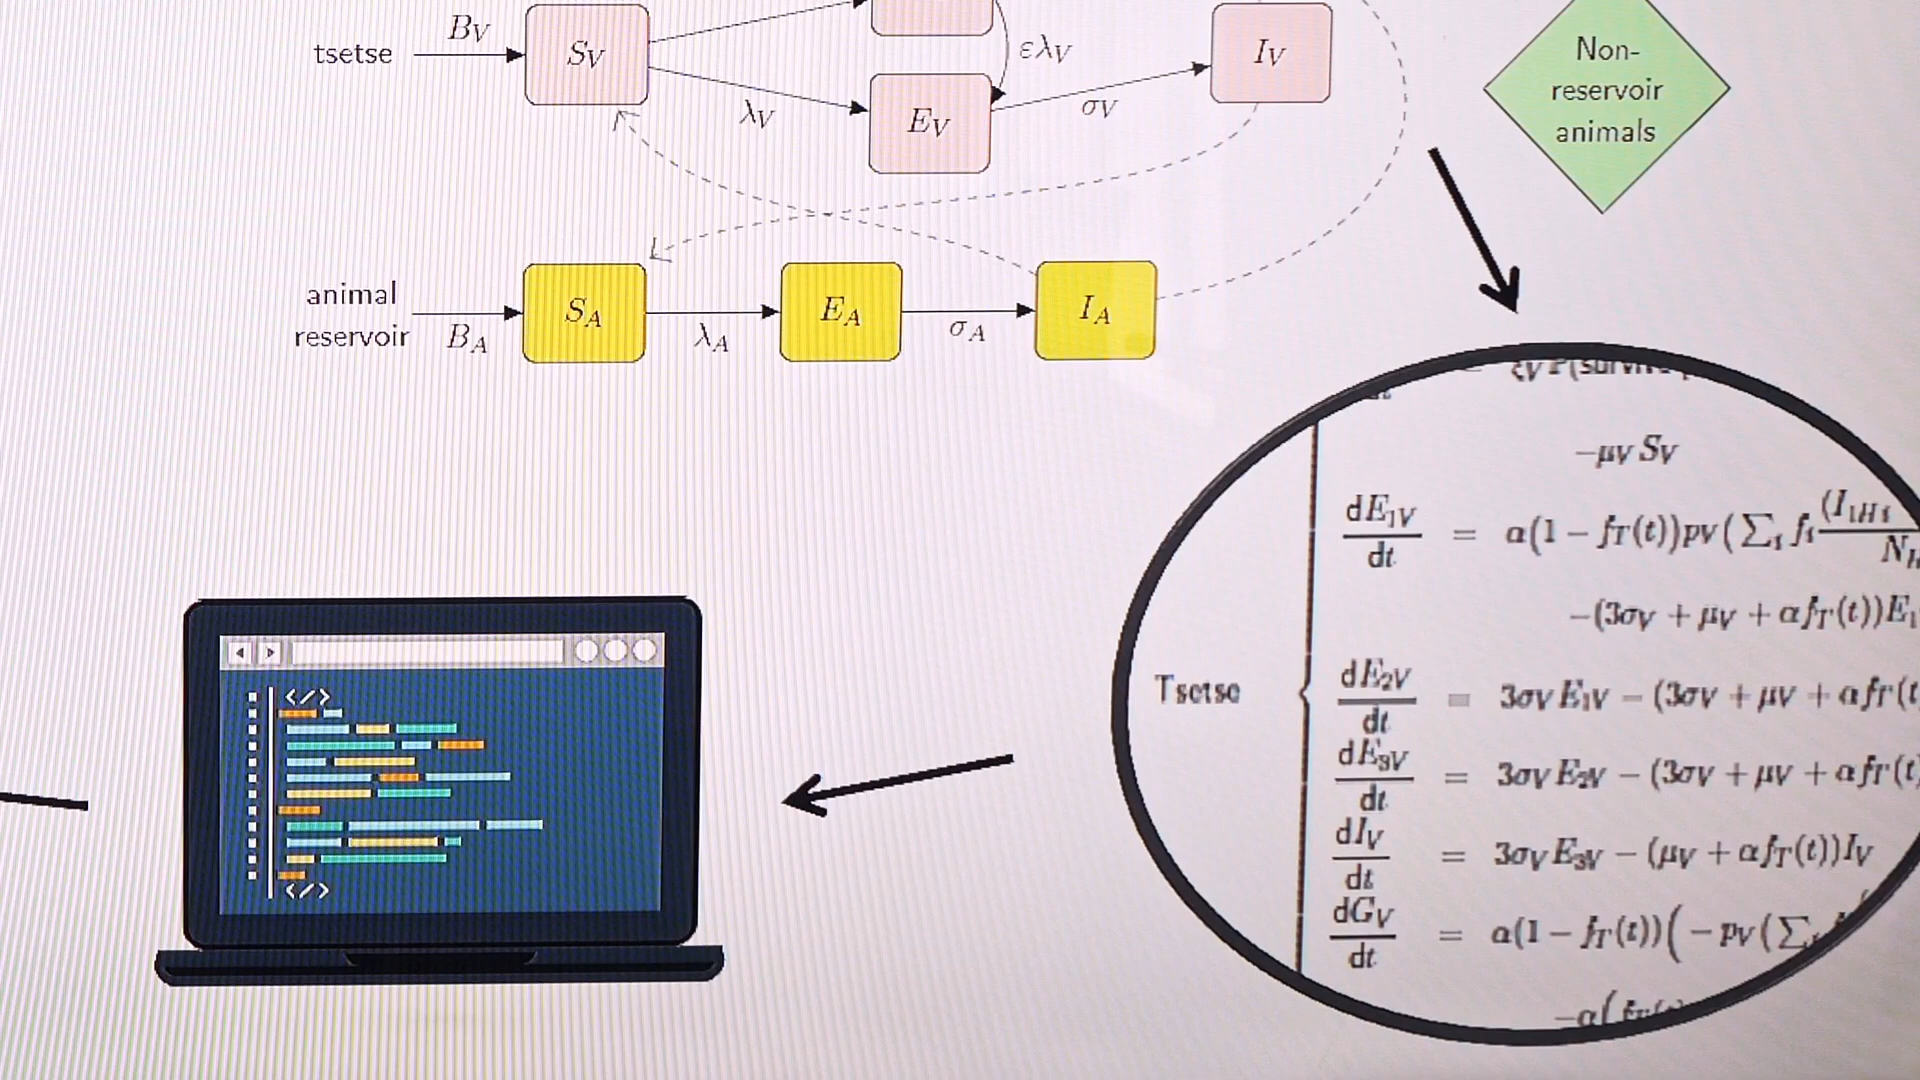 B_V
tsetse
S_V
ελ_V
I_V
λ_V
E_V
σ_V
Non-
reservoir
animals
animal
reservoir
B_A
S_A
λ_A
E_A
σ_A
I_A
−μ_V S_V
dE_1V/dt = α(1 − f_T(t))p_V(∑_i f_i (I_1Hi
−(3σ_V + μ_V + αf_T(t))E_1
Tsetse
dE_2V/dt = 3σ_V E_1V − (3σ_V + μ_V + αf_T(t
dE_3V/dt = 3σ_V E_2V − (3σ_V + μ_V + αf_T(t
dI_V/dt = 3σ_V E_3V − (μ_V + αf_T(t))I_V
dG_V/dt = α(1 − f_T(t))(− p_V(∑
</s>
</s>